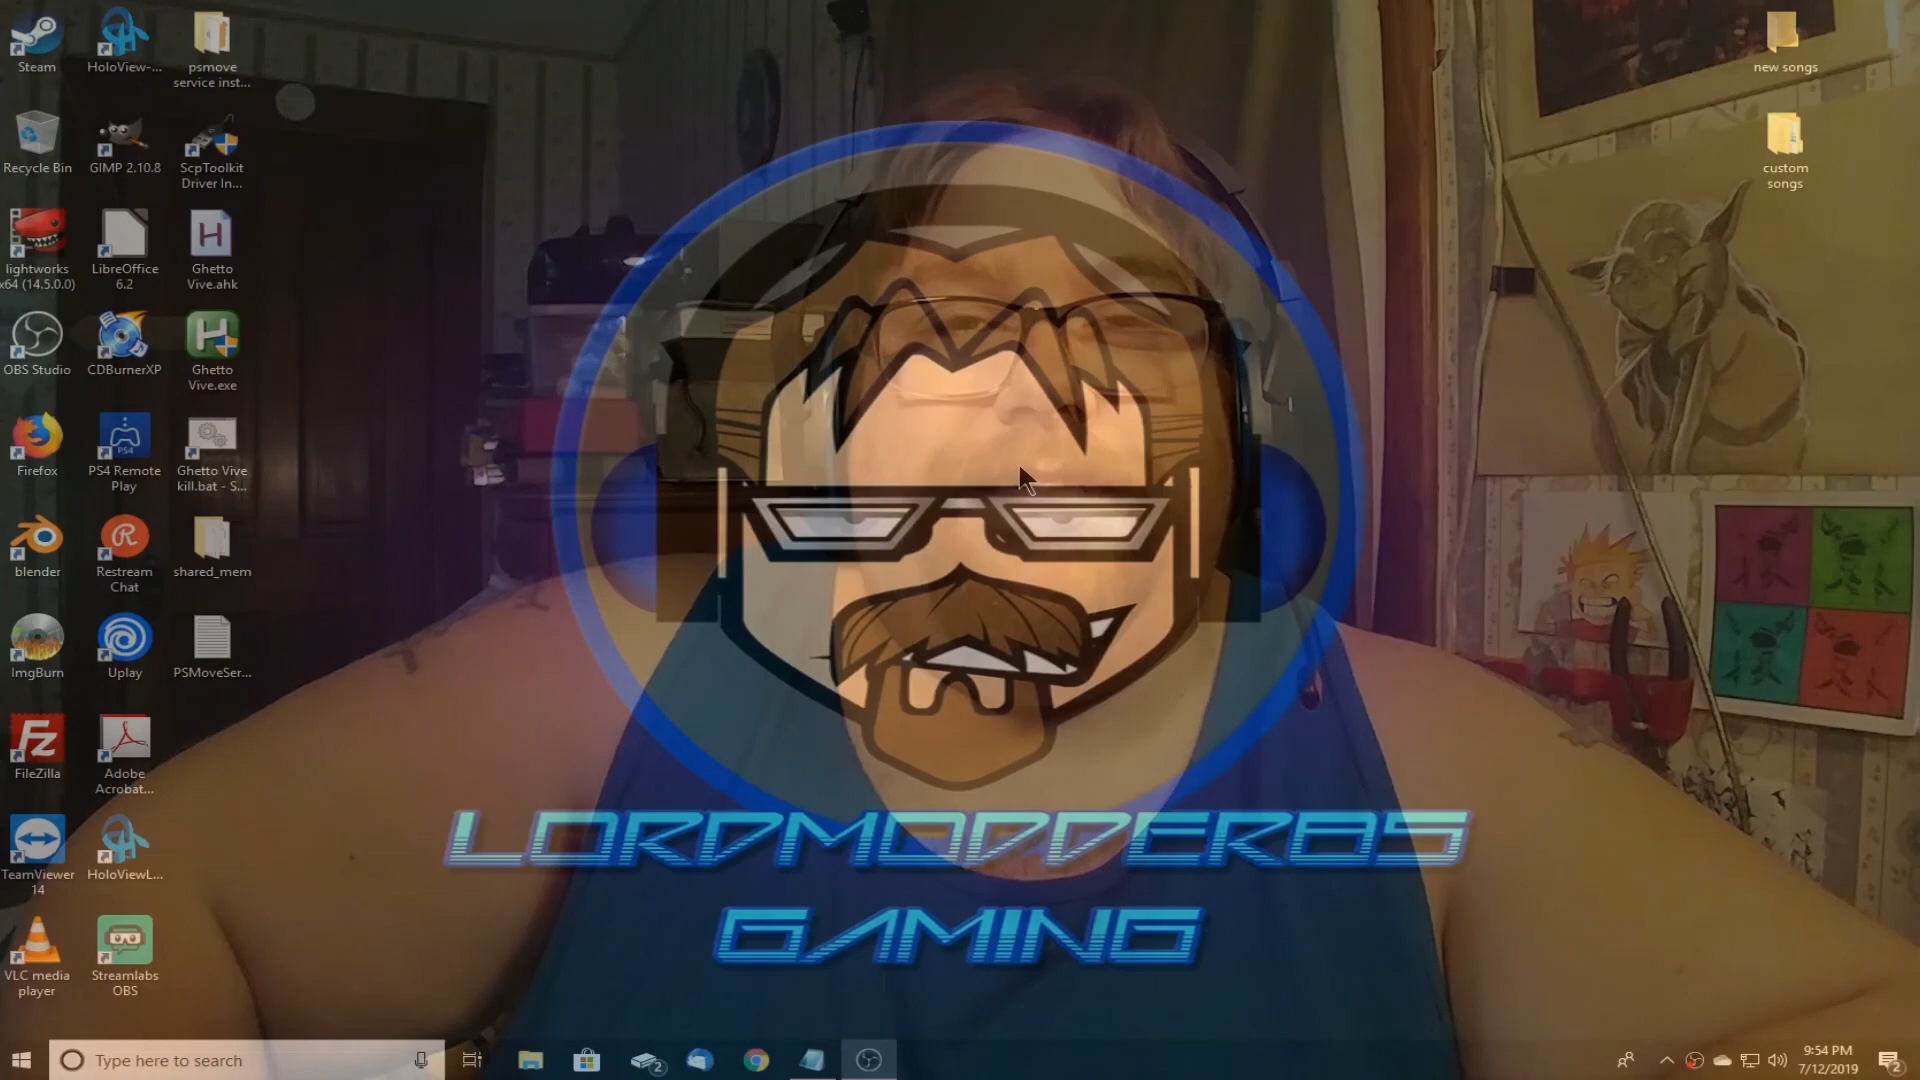 Steam
HoloView-...
psmove
service inst...
new songs
Recycle Bin
GIMP 2.10.8
ScpToolkit
Driver In...
custom
songs
lightworks
x64 (14.5.0.0)
LibreOffice
6.2
Ghetto
Vive.ahk
OBS Studio
CDBurnerXP
Ghetto
Vive.exe
Firefox
PS4
PS4 Remote
Play
Ghetto Vive
kill.bat - S...
blender
Restream
Chat
shared_mem
ImgBurn
Uplay
PSMoveSer...
FileZilla
Adobe
Acrobat...
TeamViewer
14
HoloViewL...
VLC media
player
Streamlabs
OBS
LORDMODDER85
GAMING
Type here to search
2
9:54 PM
7/12/2019
2